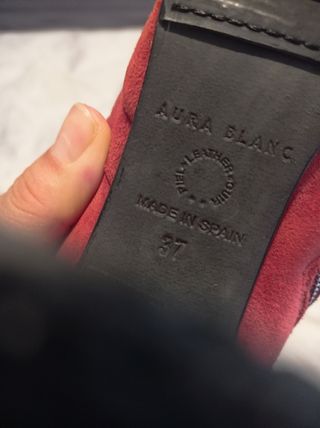 AURA BLANC
PIEL * LEATHER * CUIR *
MADE IN SPAIN
37